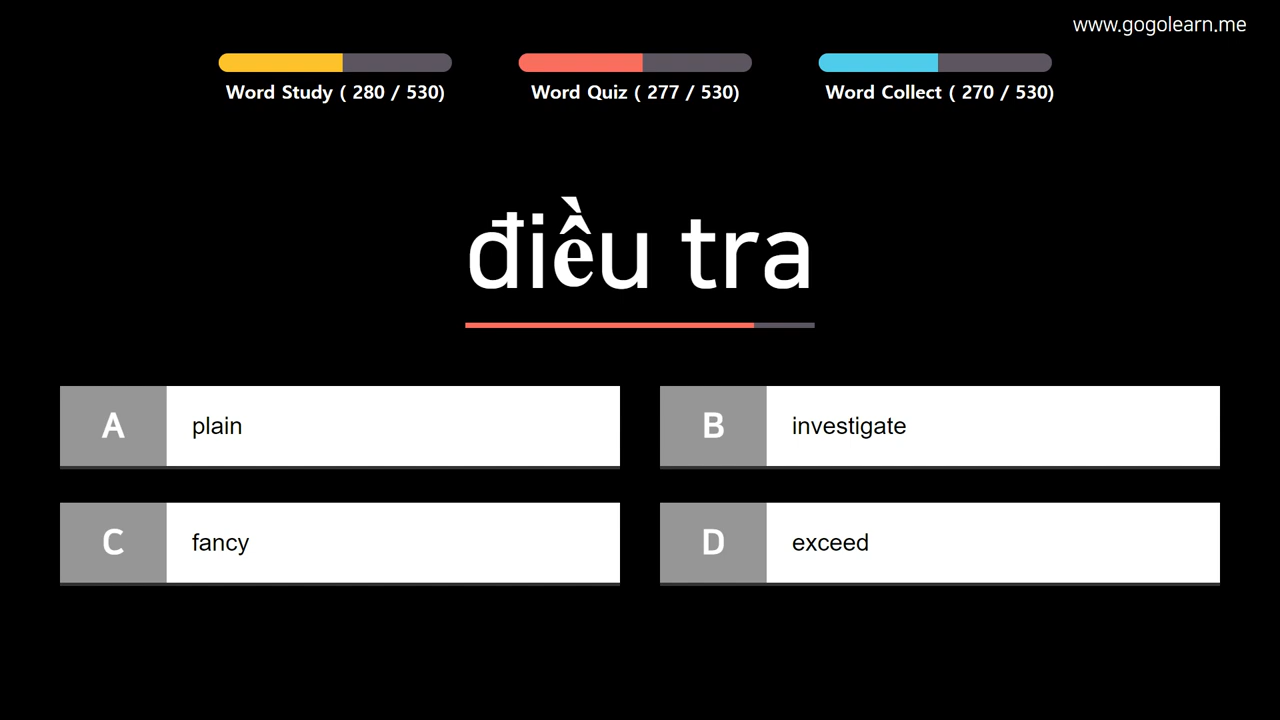 www.gogolearn.me
Word Study ( 280 / 530)
Word Quiz ( 277 / 530)
Word Collect ( 270 / 530)
điều tra
A plain
B investigate
C fancy
D exceed